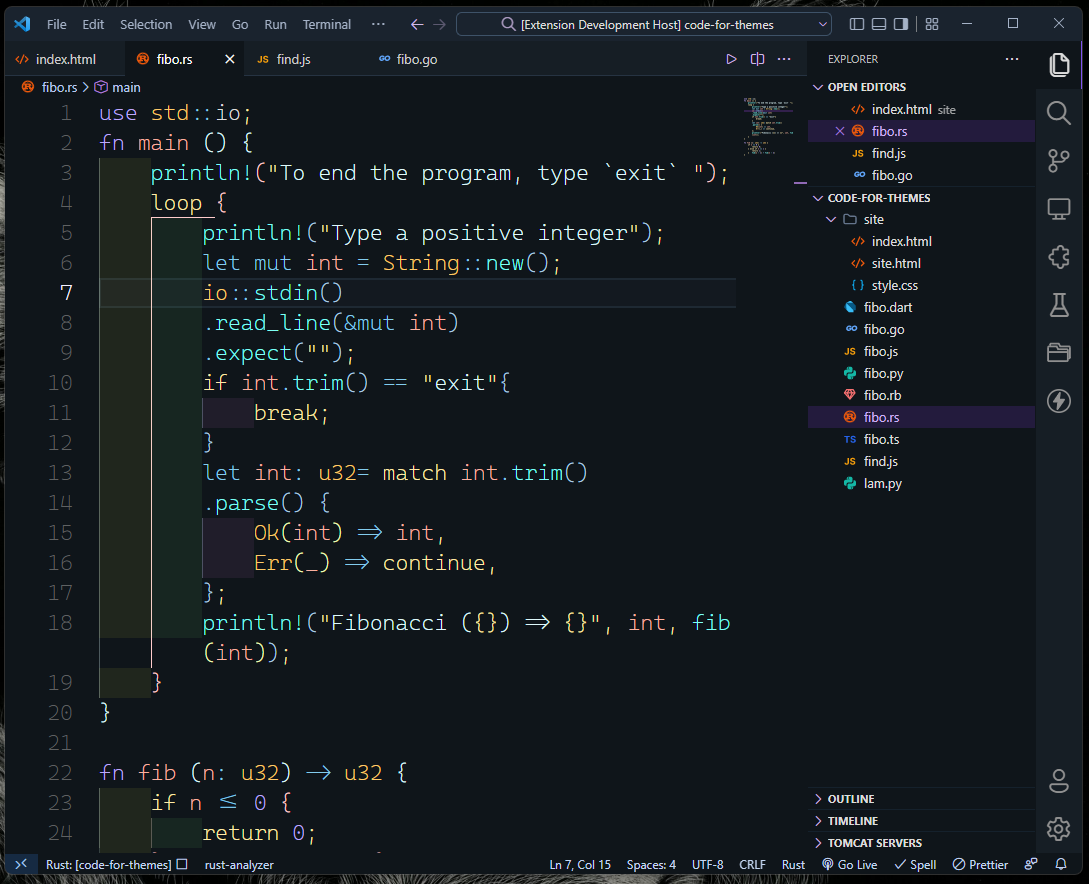 File Edit Selection View Go Run Terminal ··· [Extension Development Host] code-for-themes
index.html fibo.rs JS find.js GO fibo.go ···
fibo.rs > main
1 use std::io;
2 fn main () {
3 println!("To end the program, type `exit` ");
4 loop {
5 println!("Type a positive integer");
6 let mut int = String::new();
7 io::stdin()
8 .read_line(&mut int)
9 .expect("");
10 if int.trim() == "exit"{
11 break;
12 }
13 let int: u32= match int.trim()
14 .parse() {
15 Ok(int) => int,
16 Err(_) => continue,
17 };
18 println!("Fibonacci ({}) => {}", int, fib
(int));
19 }
20 }
21
22 fn fib (n: u32) -> u32 {
23 if n ≤ 0 {
24 return 0;
EXPLORER ···
OPEN EDITORS
index.html site
fibo.rs
JS find.js
GO fibo.go
CODE-FOR-THEMES
site
index.html
site.html
{} style.css
fibo.dart
GO fibo.go
JS fibo.js
fibo.py
fibo.rb
fibo.rs
TS fibo.ts
JS find.js
lam.py
OUTLINE
TIMELINE
TOMCAT SERVERS
Rust: [code-for-themes] rust-analyzer Ln 7, Col 15 Spaces: 4 UTF-8 CRLF Rust Go Live Spell Prettier